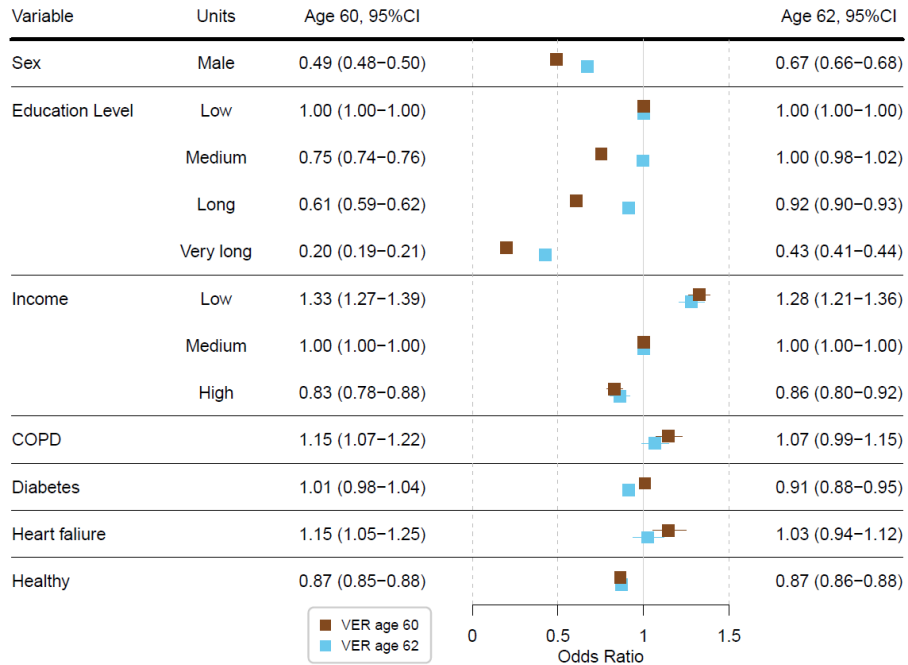 Variable Units Age 60, 95%CI Age 62, 95%CI
Sex Male 0.49 (0.48−0.50) 0.67 (0.66−0.68)
Education Level Low 1.00 (1.00−1.00) 1.00 (1.00−1.00)
Medium 0.75 (0.74−0.76) 1.00 (0.98−1.02)
Long 0.61 (0.59−0.62) 0.92 (0.90−0.93)
Very long 0.20 (0.19−0.21) 0.43 (0.41−0.44)
Income Low 1.33 (1.27−1.39) 1.28 (1.21−1.36)
Medium 1.00 (1.00−1.00) 1.00 (1.00−1.00)
High 0.83 (0.78−0.88) 0.86 (0.80−0.92)
COPD 1.15 (1.07−1.22) 1.07 (0.99−1.15)
Diabetes 1.01 (0.98−1.04) 0.91 (0.88−0.95)
Heart faliure 1.15 (1.05−1.25) 1.03 (0.94−1.12)
Healthy 0.87 (0.85−0.88) 0.87 (0.86−0.88)
VER age 60
VER age 62
0 0.5 1 1.5
Odds Ratio